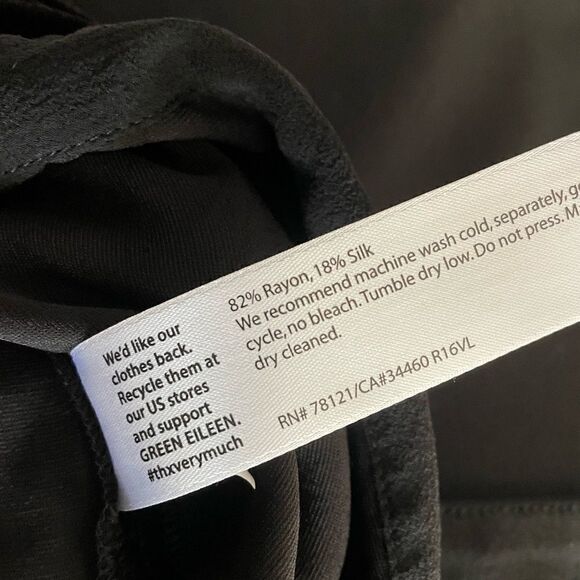 We'd like our
clothes back.
Recycle them at
our US stores
and support
GREEN EILEEN.
#thxverymuch
82% Rayon, 18% Silk
We recommend machine wash cold, separately,
cycle, no bleach. Tumble dry low. Do not press.
dry cleaned.
RN# 78121/CA#34460 R16VL